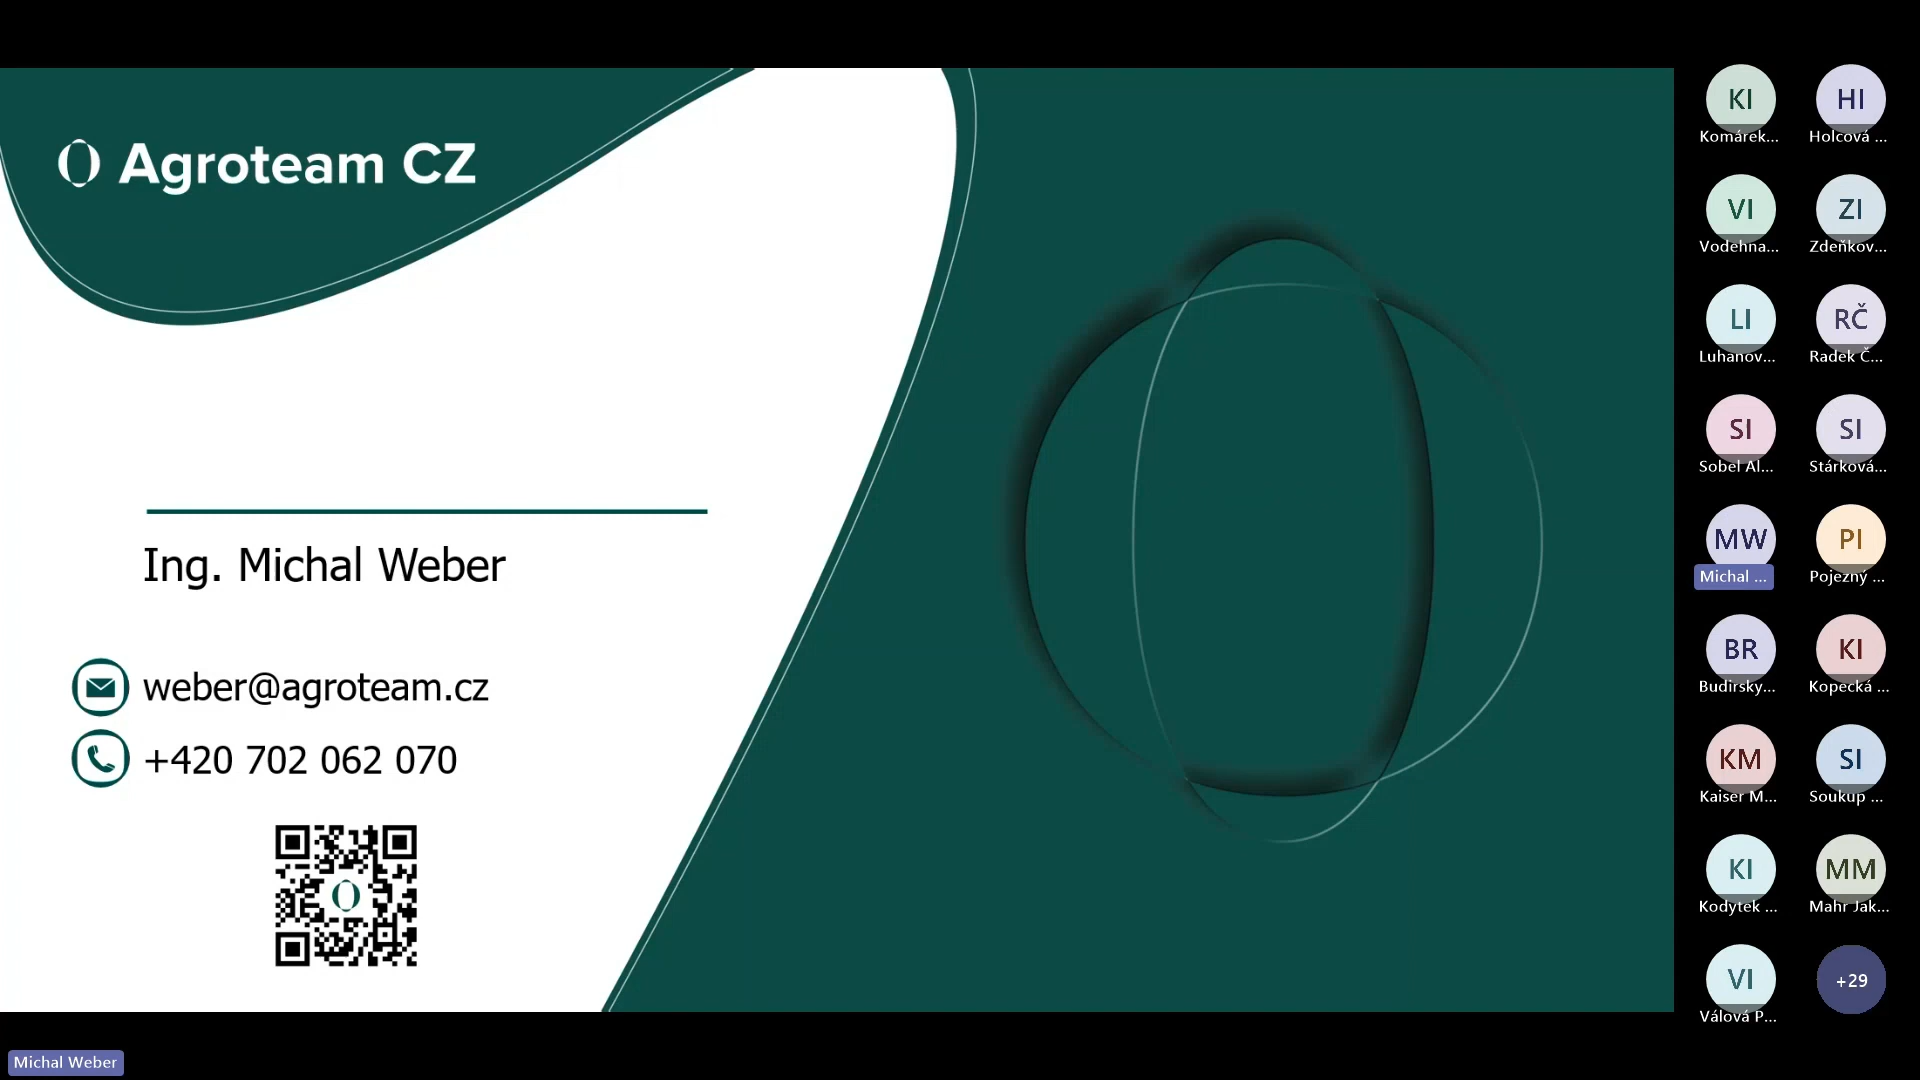 Agroteam CZ
Ing. Michal Weber
weber@agroteam.cz
+420 702 062 070
KI
Komárek...
HI
Holcová ...
VI
Vodehna...
ZI
Zdeňkov...
LI
Luhanov...
RČ
Radek Č...
SI
Sobel Al...
SI
Stárková...
MW
Michal ...
PI
Pojezný ...
BR
Budirsky...
KI
Kopecká ...
KM
Kaiser M...
SI
Soukup ...
KI
Kodytek ...
MM
Mahr Jak...
VI
Válová P...
+29
Michal Weber